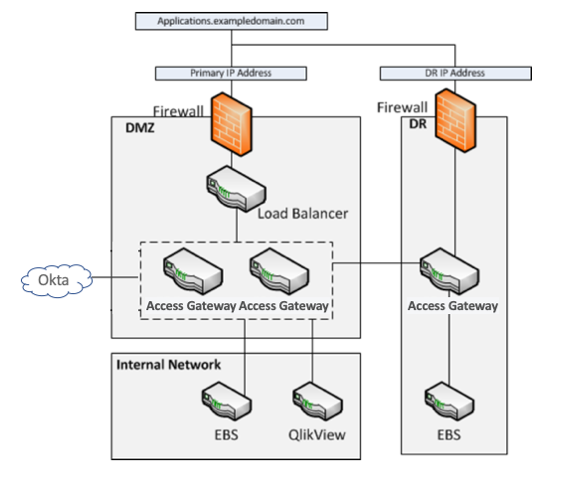 Applications.exampledomain.com
Primary IP Address
DR IP Address
Firewall
Firewall
DMZ
DR
Load Balancer
Okta
Access Gateway Access Gateway
Access Gateway
Internal Network
EBS
QlikView
EBS